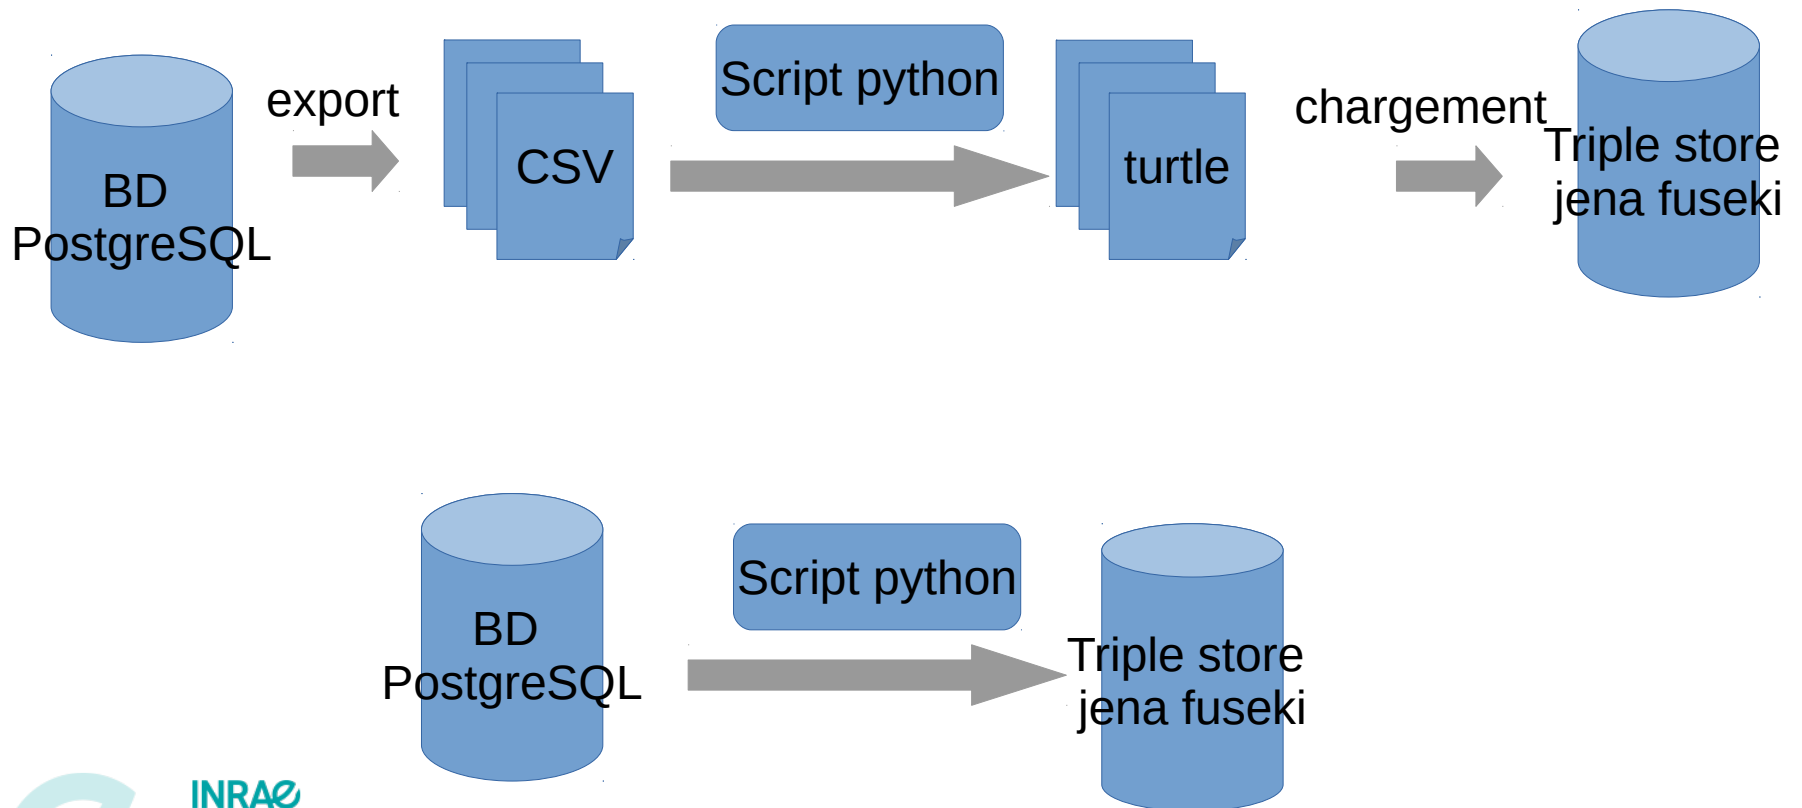 export
Script python
chargement
BD
PostgreSQL
CSV
turtle
Triple store
jena fuseki
Script python
BD
PostgreSQL
Triple store
jena fuseki
INRAE